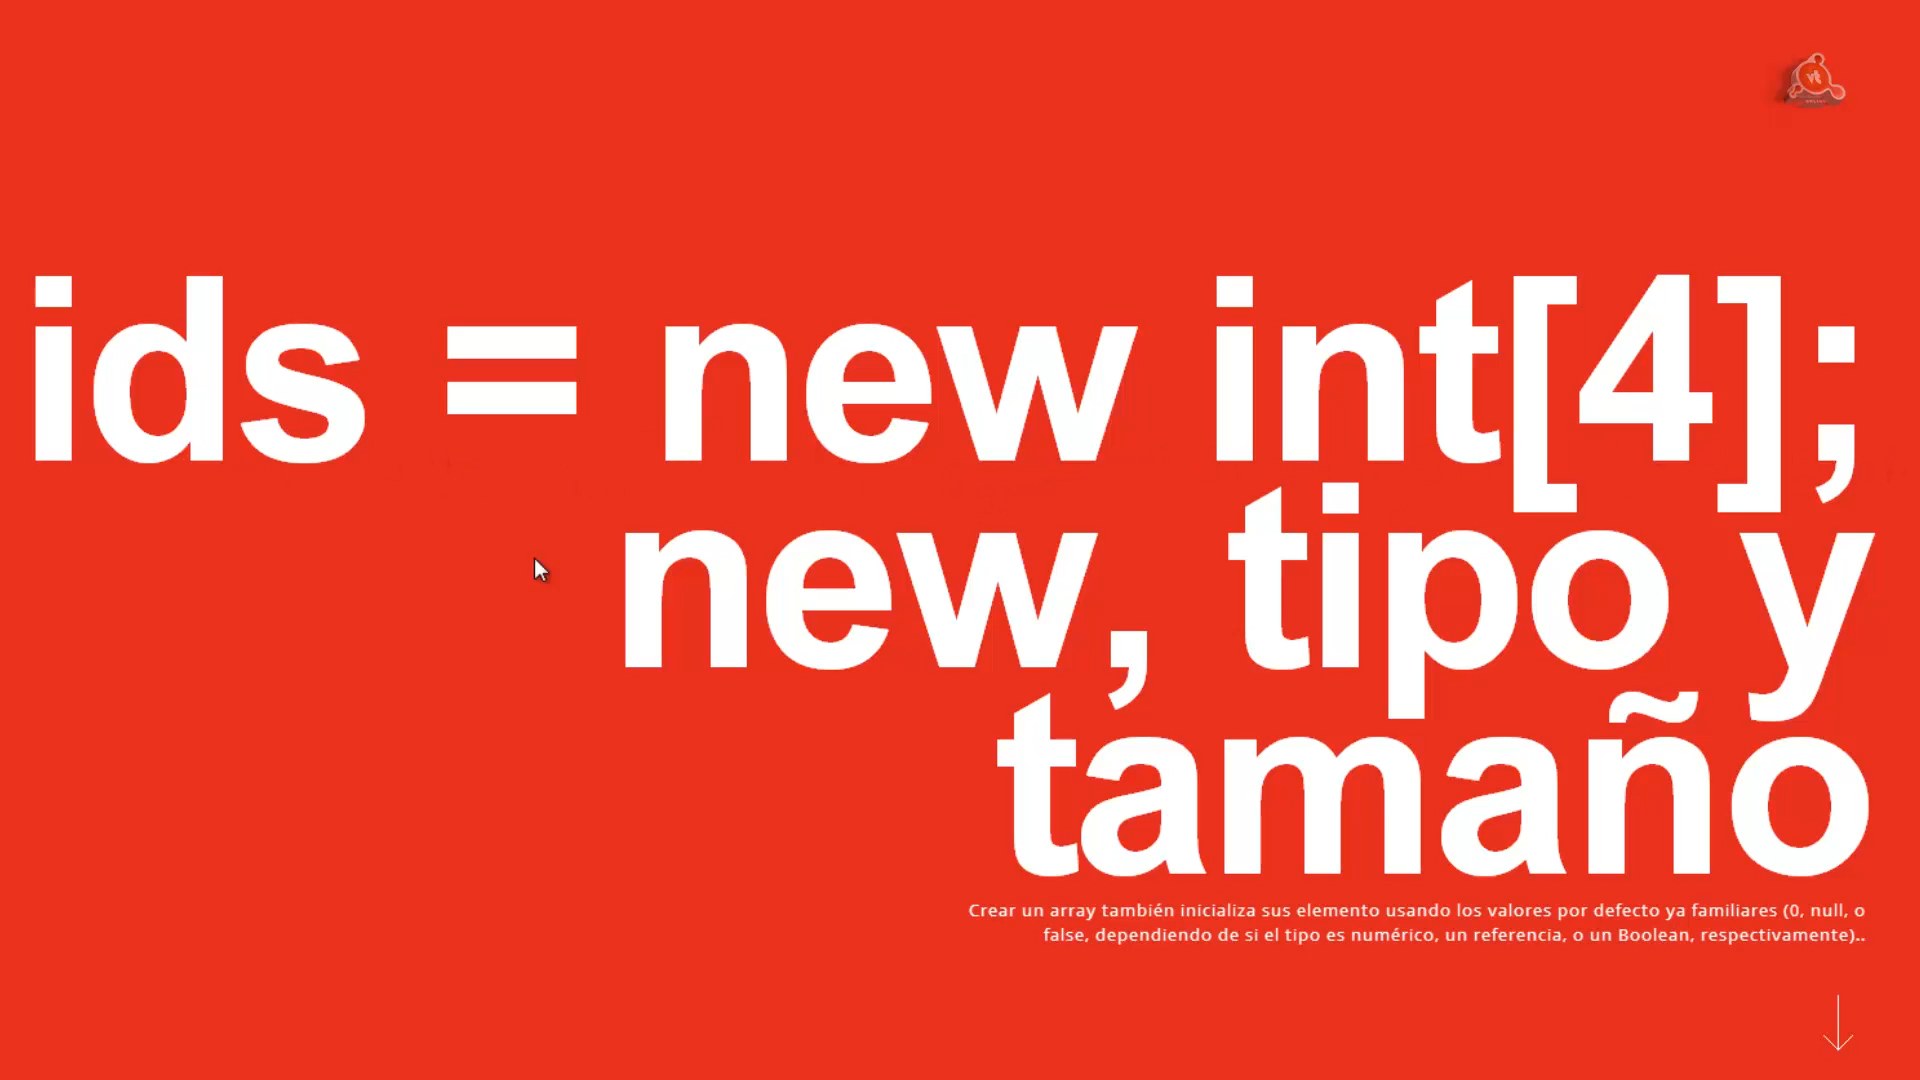 vt
ids = new int[4];
new, tipo y
tamaño
Crear un array también inicializa sus elemento usando los valores por defecto ya familiares (0, null, o
false, dependiendo de si el tipo es numérico, un referencia, o un Boolean, respectivamente)..